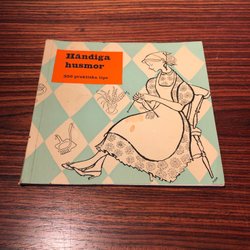 Händiga
husmor
350 praktiska tips